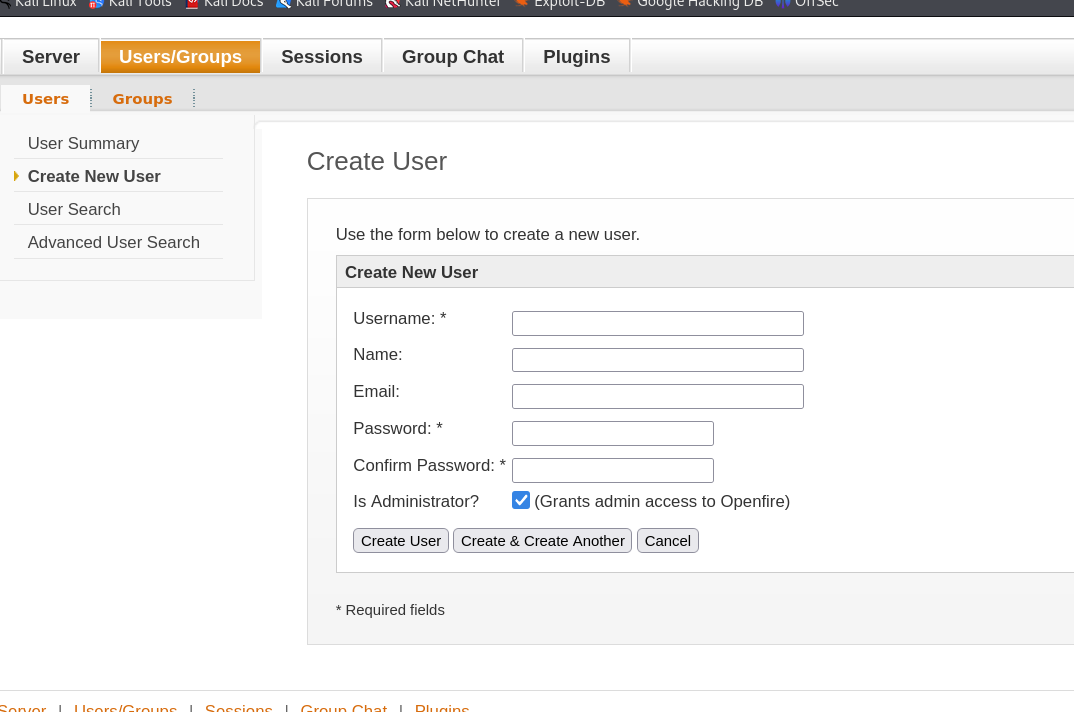 Kali Linux Kali Tools Kali Docs Kali Forums Kali NetHunter Exploit-DB Google Hacking DB OffSec
Server Users/Groups Sessions Group Chat Plugins
Users Groups
User Summary
Create New User
User Search
Advanced User Search
Create User
Use the form below to create a new user.
Create New User
Username: *
Name:
Email:
Password: *
Confirm Password: *
Is Administrator? (Grants admin access to Openfire)
Create User Create & Create Another Cancel
* Required fields
Server | Users/Groups | Sessions | Group Chat | Plugins